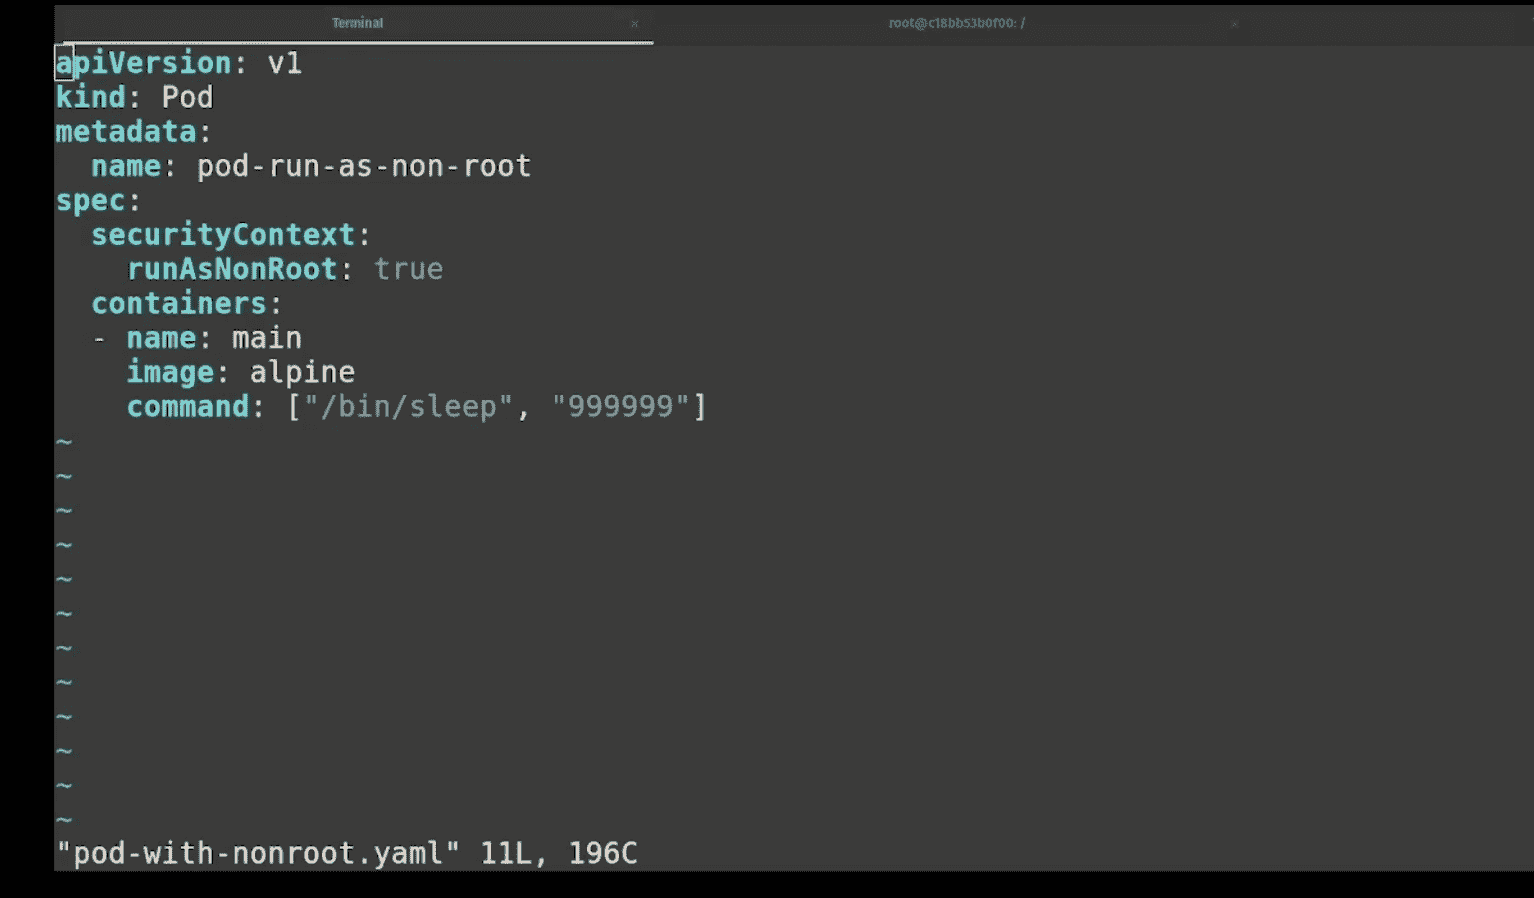 Terminal ×
root@c18bb53b0f00: / ×
apiVersion: v1
kind: Pod
metadata:
  name: pod-run-as-non-root
spec:
  securityContext:
    runAsNonRoot: true
  containers:
  - name: main
    image: alpine
    command: ["/bin/sleep", "999999"]
~
~
~
~
~
~
~
~
~
~
~
~
"pod-with-nonroot.yaml" 11L, 196C